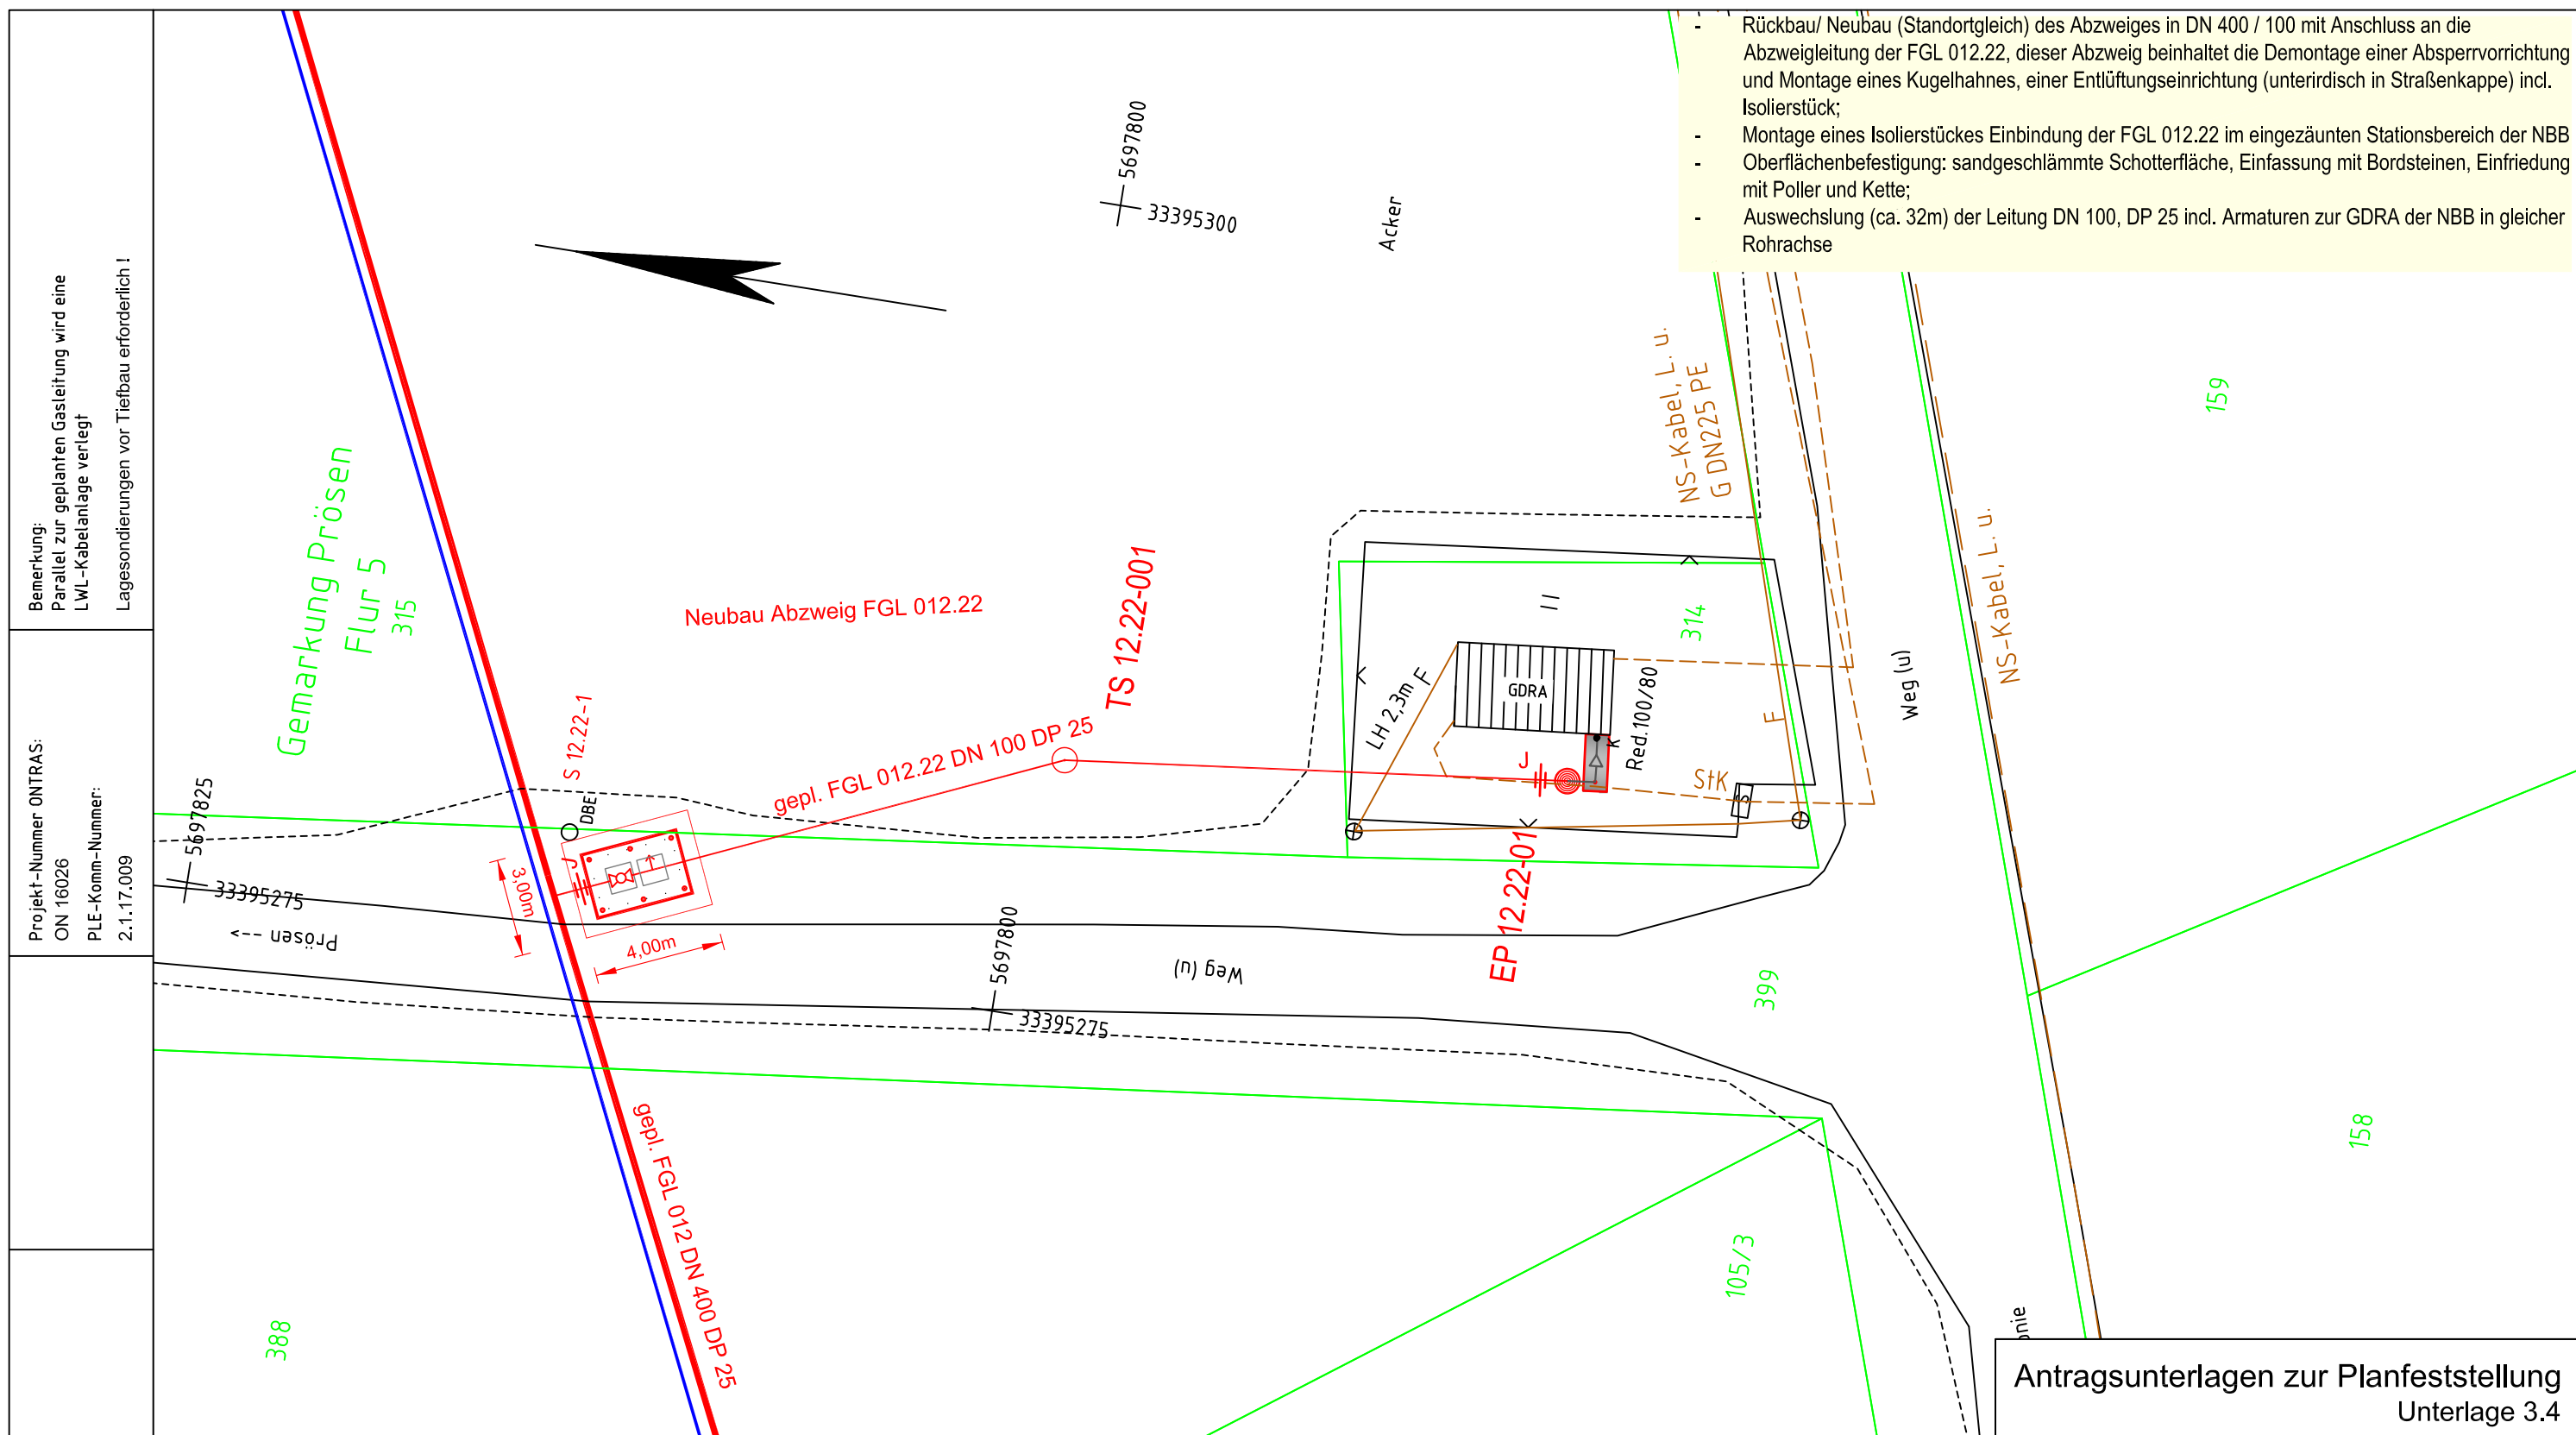 - Rückbau/ Neubau (Standortgleich) des Abzweiges in DN 400 / 100 mit Anschluss an die
Abzweigleitung der FGL 012.22, dieser Abzweig beinhaltet die Demontage einer Absperrvorrichtung
und Montage eines Kugelhahnes, einer Entlüftungseinrichtung (unterirdisch in Straßenkappe) incl.
Isolierstück;
- Montage eines Isolierstückes Einbindung der FGL 012.22 im eingezäunten Stationsbereich der NBB
- Oberflächenbefestigung: sandgeschlämmte Schotterfläche, Einfassung mit Bordsteinen, Einfriedung
mit Poller und Kette;
- Auswechslung (ca. 32m) der Leitung DN 100, DP 25 incl. Armaturen zur GDRA der NBB in gleicher
Rohrachse
Bemerkung:
Parallel zur geplanten Gasleitung wird eine
LWL-Kabelanlage verlegt
Lagesondierungen vor Tiefbau erforderlich !
Projekt-Nummer ONTRAS:
ON 16026
PLE-Komm-Nummer:
2.1.17.009
Gemarkung Prösen
Flur 5
315
5697800
33395300
Acker
Neubau Abzweig FGL 012.22
TS 12.22-001
S 12.22-1
DBE
gepl. FGL 012.22 DN 100 DP 25
J
3,00m
4,00m
5697825
33395275
Prösen -->
5697800
33395275
Weg (u)
gepl. FGL 012 DN 400 DP 25
388
NS-Kabel, L. u.
G DN225 PE
159
NS-Kabel, L. u.
314
GDRA
LH 2,3m
F
Red.100/80
K
J
StK
S
F
EP 12.22-01
Weg (u)
399
158
105/3
onie
Antragsunterlagen zur Planfeststellung
Unterlage 3.4